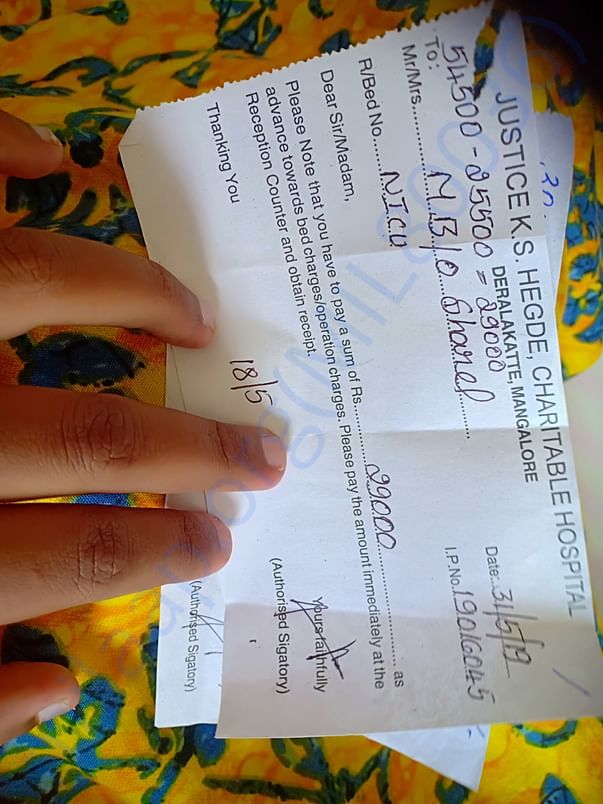 JUSTICE K.S. HEGDE, CHARITABLE HOSPITAL
DERALAKATTE, MANGALORE
54500 - 25500 = 29000
Date:..31/5/19
To:
I.P.No.19016045
Mr/Mrs............M.B/o Shanel............
R/Bed No......NICU
Dear Sir/Madam,
Please Note that you have to pay a sum of Rs............29000............ as
advance towards bed charges/operation charges. Please pay the amount immediately at the
Reception Counter and obtain receipt.
Thanking You
Yours faithfully
(Authorised Sigatory)
18/5
(Authorised Sigatory)